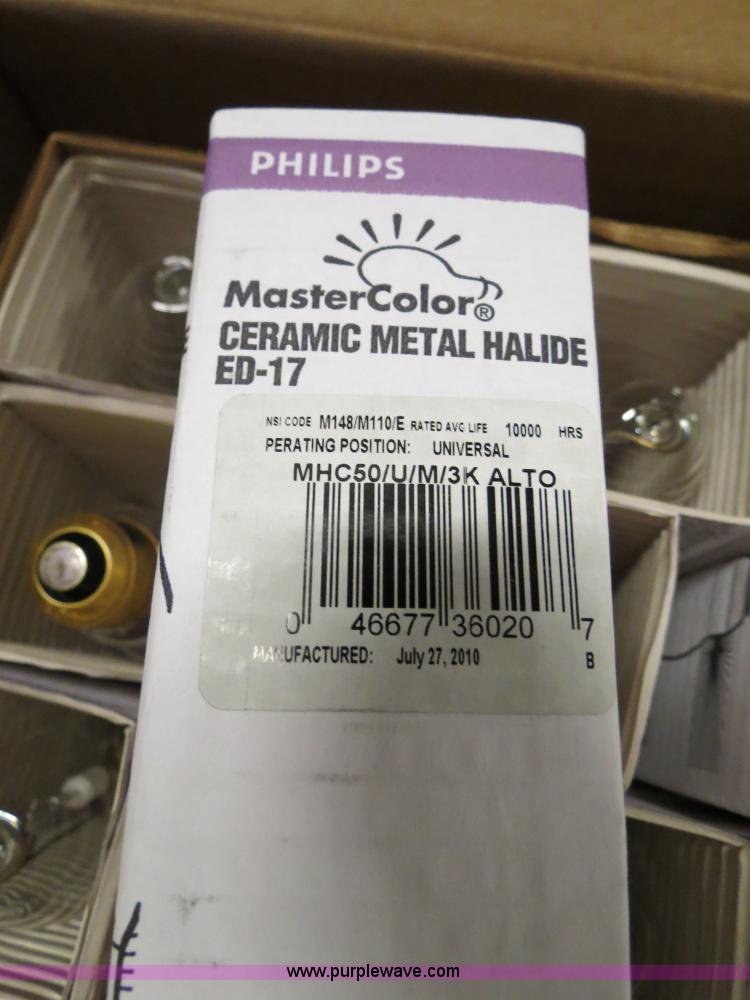 PHILIPS
MasterColor®
CERAMIC METAL HALIDE
ED-17
NSI CODE M148/M110/E RATED AVG LIFE 10000 HRS
PERATING POSITION: UNIVERSAL
MHC50/U/M/3K ALTO
0 46677 36020 7
MANUFACTURED: July 27, 2010 B
www.purplewave.com